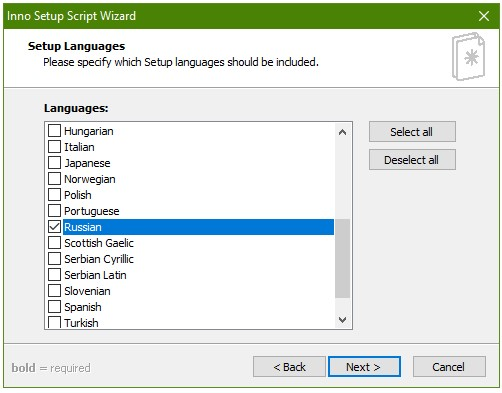 Inno Setup Script Wizard
Setup Languages
Please specify which Setup languages should be included.
Languages:
Hungarian
Italian
Japanese
Norwegian
Polish
Portuguese
Russian
Scottish Gaelic
Serbian Cyrillic
Serbian Latin
Slovenian
Spanish
Turkish
Select all
Deselect all
bold = required
< Back
Next >
Cancel